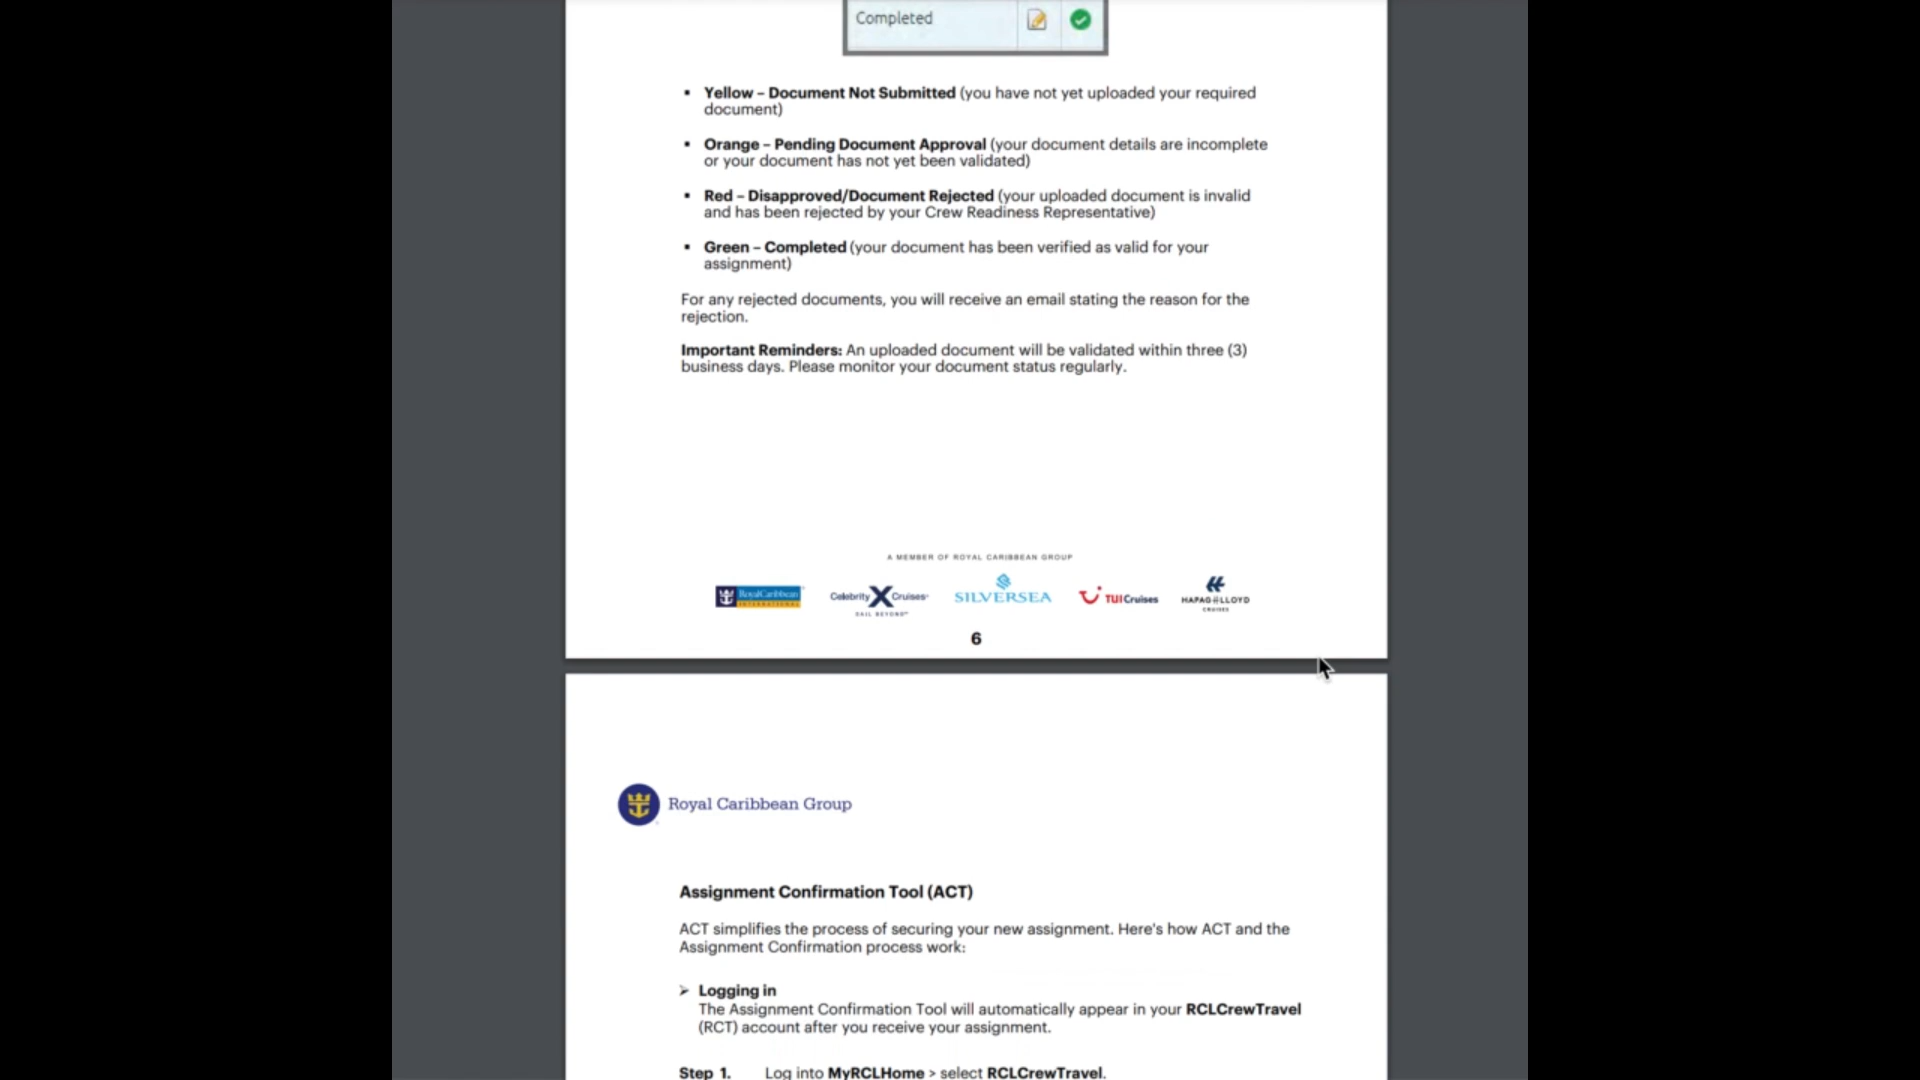 Completed
▪ Yellow – Document Not Submitted (you have not yet uploaded your required
document)
▪ Orange – Pending Document Approval (your document details are incomplete
or your document has not yet been validated)
▪ Red – Disapproved/Document Rejected (your uploaded document is invalid
and has been rejected by your Crew Readiness Representative)
▪ Green – Completed (your document has been verified as valid for your
assignment)
For any rejected documents, you will receive an email stating the reason for the
rejection.
Important Reminders: An uploaded document will be validated within three (3)
business days. Please monitor your document status regularly.
A MEMBER OF ROYAL CARIBBEAN GROUP
RoyalCaribbean
INTERNATIONAL
Celebrity X Cruises
SAIL BEYOND
SILVERSEA
TUI Cruises
HAPAG-LLOYD
CRUISES
6
Royal Caribbean Group
Assignment Confirmation Tool (ACT)
ACT simplifies the process of securing your new assignment. Here's how ACT and the
Assignment Confirmation process work:
➢ Logging in
The Assignment Confirmation Tool will automatically appear in your RCLCrewTravel
(RCT) account after you receive your assignment.
Step 1. Log into MyRCLHome > select RCLCrewTravel.